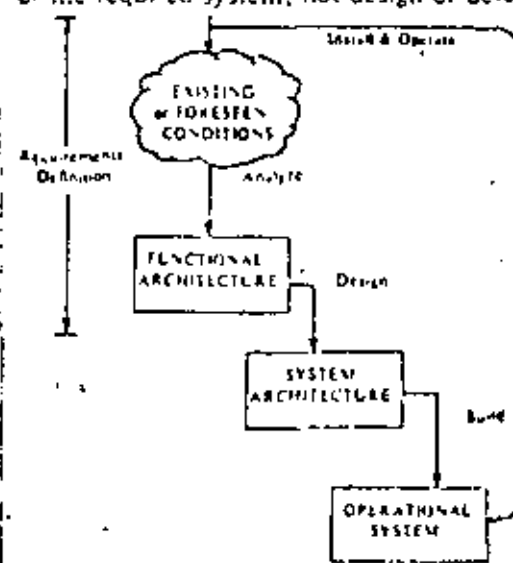 of the required system, not design or
Install & Operate
EXISTING
or FORESEEN
CONDITIONS
Requirements
Definition
Analyze
FUNCTIONAL
ARCHITECTURE
Design
SYSTEM
ARCHITECTURE
Build
OPERATIONAL
SYSTEM